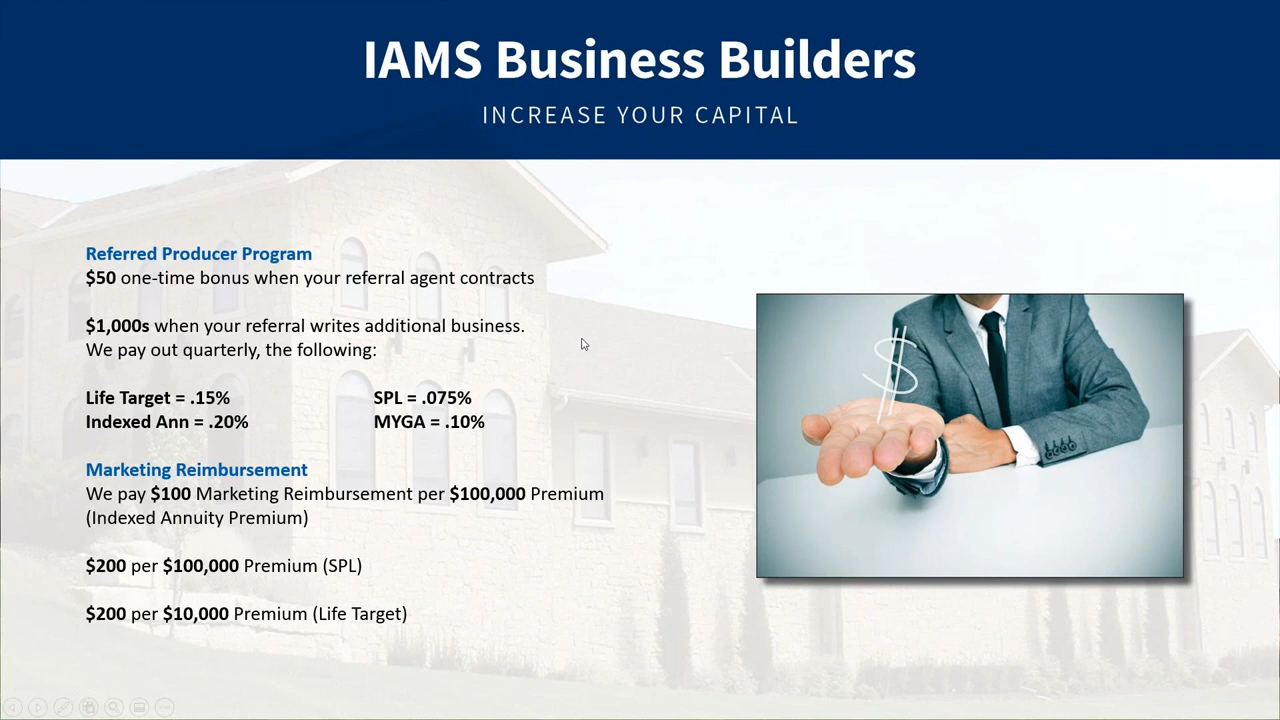 IAMS Business Builders
INCREASE YOUR CAPITAL
Referred Producer Program
$50 one-time bonus when your referral agent contracts
$1,000s when your referral writes additional business.
We pay out quarterly, the following:
Life Target = .15% SPL = .075%
Indexed Ann = .20% MYGA = .10%
Marketing Reimbursement
We pay $100 Marketing Reimbursement per $100,000 Premium
(Indexed Annuity Premium)
$200 per $100,000 Premium (SPL)
$200 per $10,000 Premium (Life Target)
$